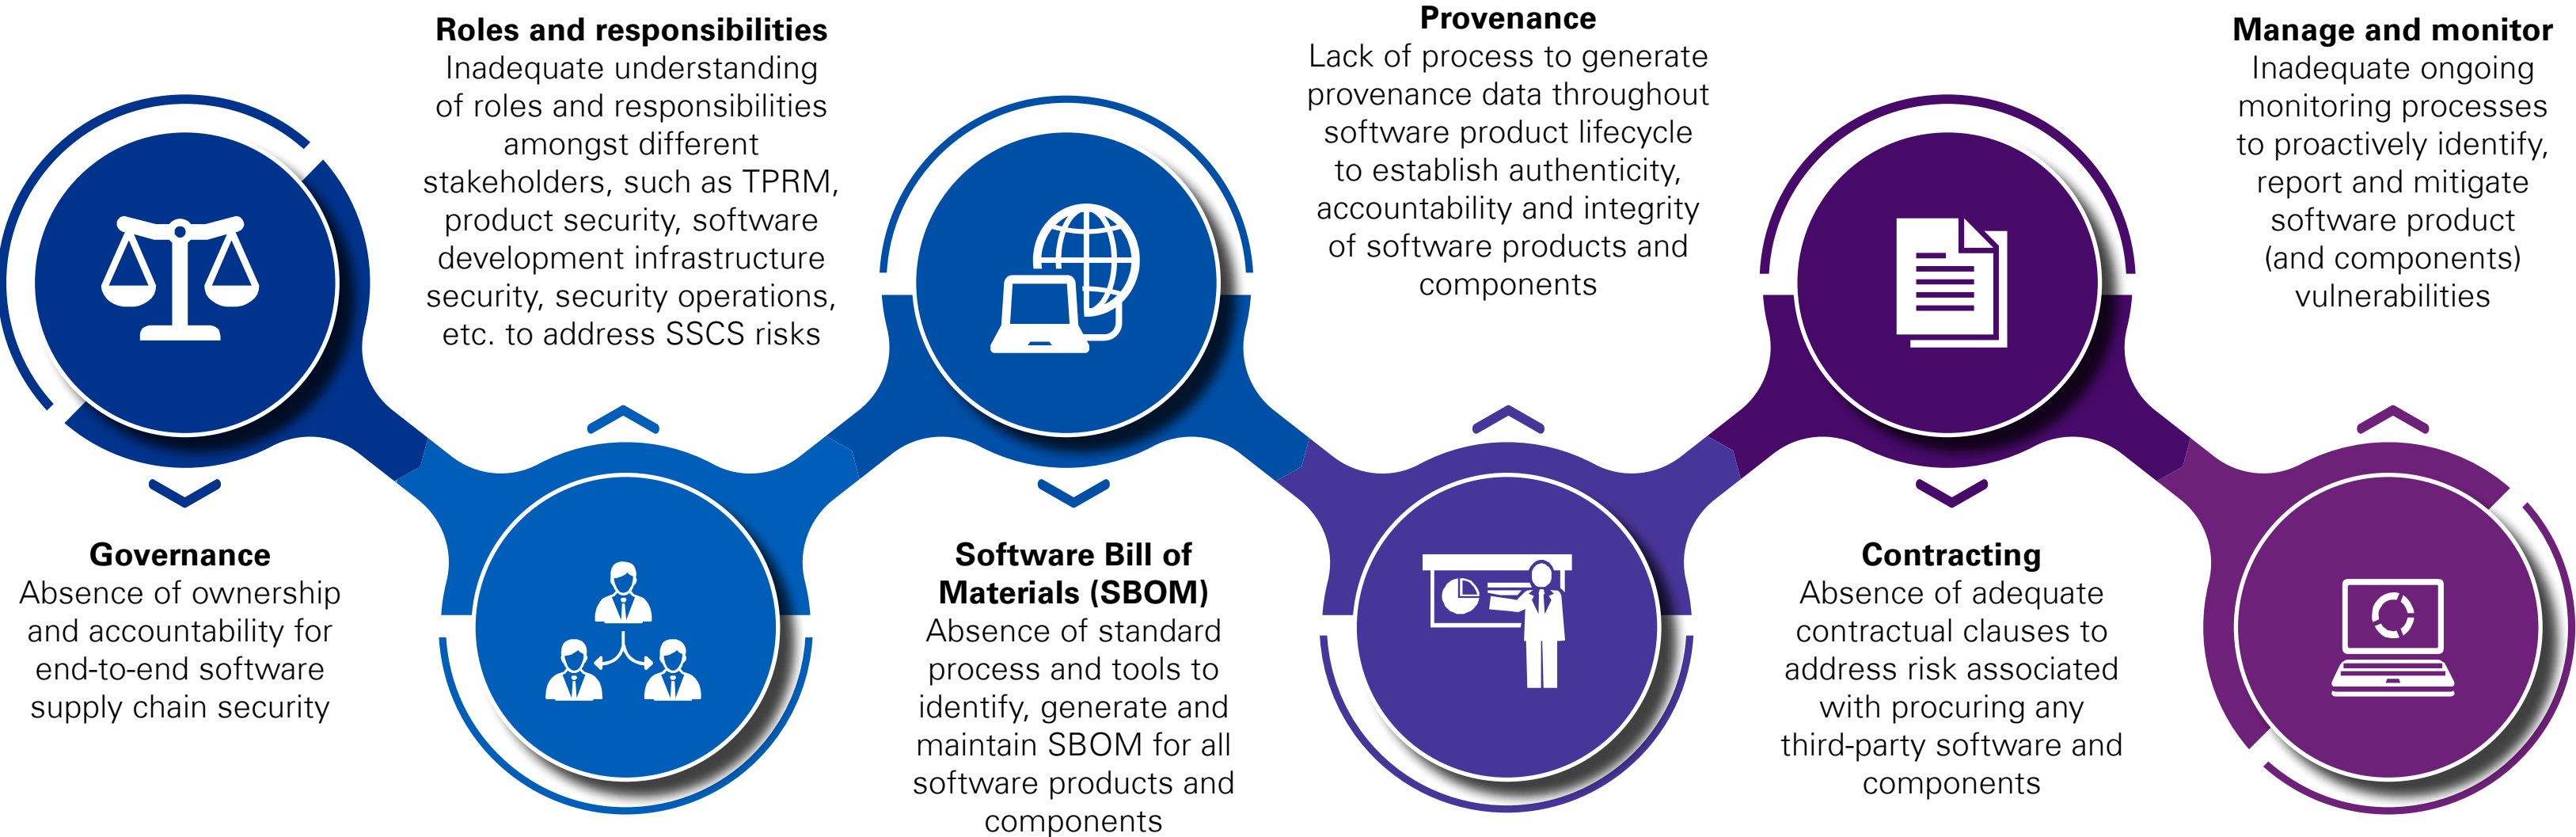 Governance
Absence of ownership
and accountability for
end-to-end software
supply chain security
Roles and responsibilities
Inadequate understanding
of roles and responsibilities
amongst different
stakeholders, such as TPRM,
product security, software
development infrastructure
security, security operations,
etc. to address SSCS risks
Software Bill of
Materials (SBOM)
Absence of standard
process and tools to
identify, generate and
maintain SBOM for all
software products and
components
Provenance
Lack of process to generate
provenance data throughout
software product lifecycle
to establish authenticity,
accountability and integrity
of software products and
components
Contracting
Absence of adequate
contractual clauses to
address risk associated
with procuring any
third-party software and
components
Manage and monitor
Inadequate ongoing
monitoring processes
to proactively identify,
report and mitigate
software product
(and components)
vulnerabilities